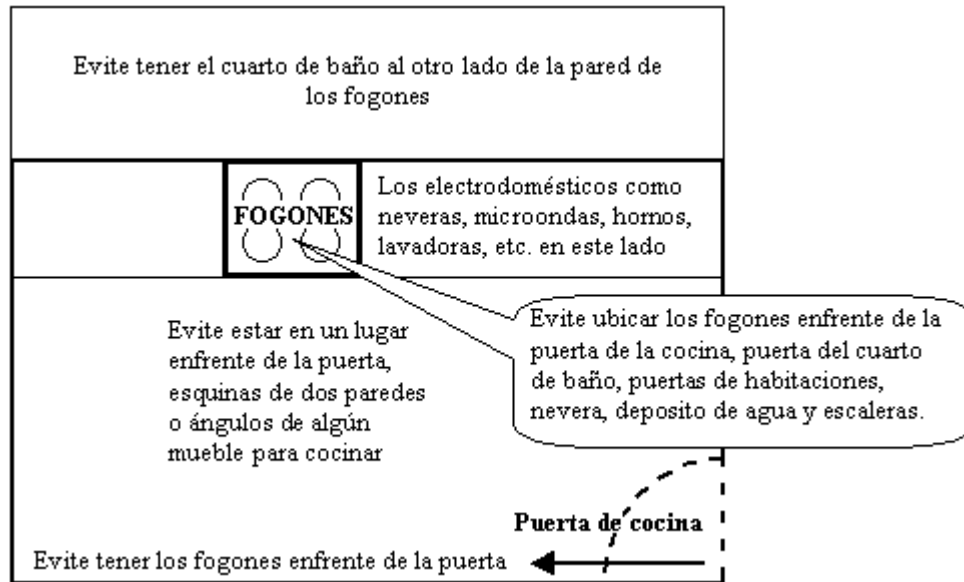 Evite tener el cuarto de baño al otro lado de la pared de
los fogones
FOGONES
Los electrodomésticos como
neveras, microondas, hornos,
lavadoras, etc. en este lado
Evite estar en un lugar
enfrente de la puerta,
esquinas de dos paredes
o ángulos de algún
mueble para cocinar
Evite ubicar los fogones enfrente de la
puerta de la cocina, puerta del cuarto
de baño, puertas de habitaciones,
nevera, deposito de agua y escaleras.
Puerta de cocina
Evite tener los fogones enfrente de la puerta